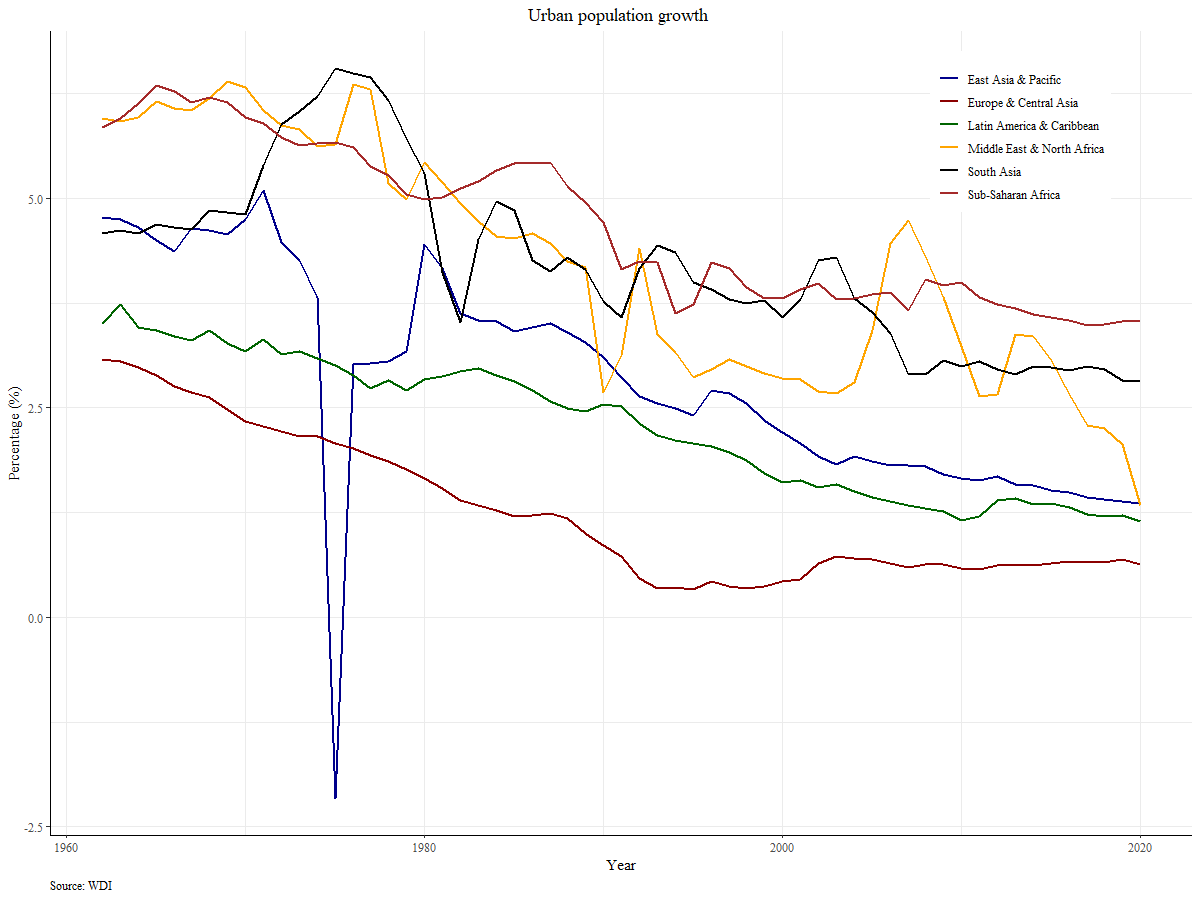 Urban population growth
East Asia & Pacific
Europe & Central Asia
Latin America & Caribbean
Middle East & North Africa
South Asia
Sub-Saharan Africa
Percentage (%)
5.0
2.5
0.0
-2.5
1960
1980
2000
2020
Year
Source: WDI